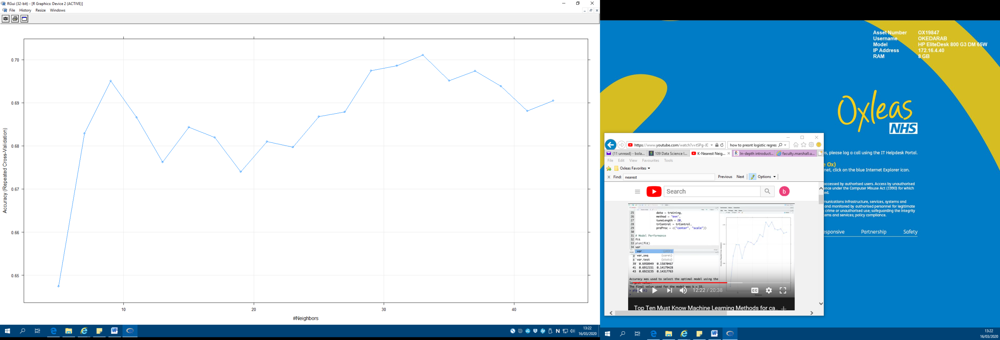 RGui (32-bit) - [R Graphics: Device 2 (ACTIVE)]
File History Resize Windows
0.70
0.69
0.68
0.67
0.66
0.65
Accuracy (Repeated Cross-Validation)
10 20 30 40
#Neighbors
13:22
16/03/2020
Asset Number OX19847
Username OKEDARAB
Model HP EliteDesk 800 G3 DM 65W
IP Address 172.16.4.40
RAM 8 GB
Oxleas
NHS
ns, please log a call using the IT Helpdesk Portal.
e Ox)
net, click on the blue Internet Explorer icon.
accessed by authorised users. Access by unauthorised
ence under the Computer Misuse Act (1990) for which
ed.
munications infrastructure, services, systems and
and monitored by authorised personnel for legitimate
crime or unauthorised use; safeguarding the integrity
ems and services; policy compliance.
esponsive Partnership Safety
https://www.youtube.com/watch?v=tSPg-JD
how to presnt logistic regres
(11 unread) - bola...
109 Data Science I...
K-Nearest Neig...
In-depth introduct...
faculty.marshall.u...
File Edit View Favourites Tools
Oxleas Favorites
Find: nearest Previous Next Options
Search
b
25 data = training,
26 method = 'knn',
27 tuneLength = 20,
28 trControl = trControl,
29 preProc = c("center", "scale"))
30
31 # Model Performance
32 fit
33 plot(fit)
34 var
var
var_seq {caret}
var.test {stats}
39 0.6958949 0.15870467
41 0.6912151 0.14179428
43 0.6923235 0.14317763
Accuracy was used to select the optimal model using the
largest value.
The final value used for the model was k = 33.
12:22 / 20:38
CC
Top Ten Must Know Machine Learning Methods for ca...
13:22
16/03/2020